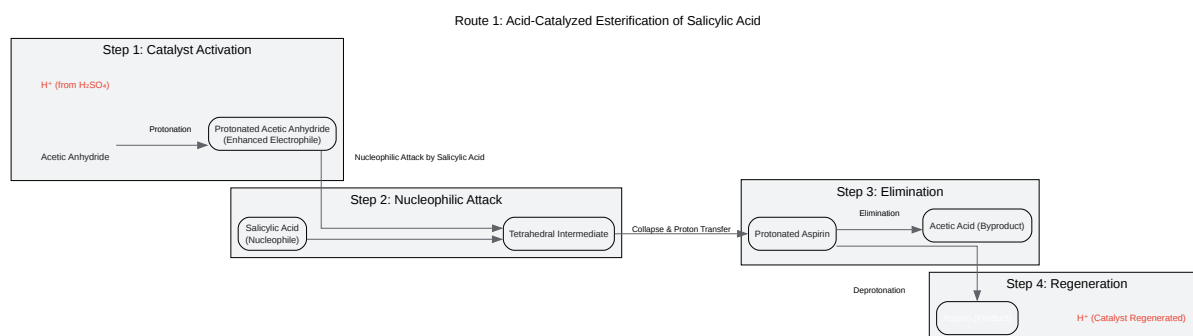 Route 1: Acid-Catalyzed Esterification of Salicylic Acid
Step 1: Catalyst Activation
H⁺ (from H₂SO₄)
Protonation
Protonated Acetic Anhydride
(Enhanced Electrophile)
Acetic Anhydride
Nucleophilic Attack by Salicylic Acid
Step 2: Nucleophilic Attack
Salicylic Acid
(Nucleophile)
Tetrahedral Intermediate
Collapse & Proton Transfer
Step 3: Elimination
Protonated Aspirin
Elimination
Acetic Acid (Byproduct)
Deprotonation
Step 4: Regeneration
Aspirin (Product)
H⁺ (Catalyst Regenerated)